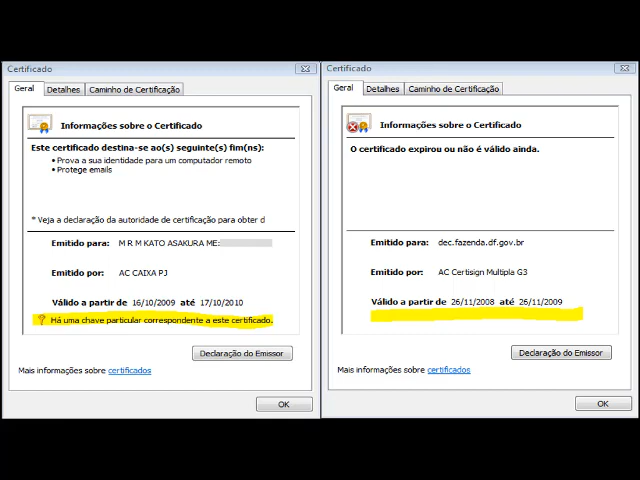 Certificado
Geral Detalhes Caminho de Certificação
Informações sobre o Certificado
Este certificado destina-se ao(s) seguinte(s) fim(ns):
• Prova a sua identidade para um computador remoto
• Protege emails
* Veja a declaração da autoridade de certificação para obter d
Emitido para: M R M KATO ASAKURA ME:
Emitido por: AC CAIXA PJ
Válido a partir de 16/10/2009 até 17/10/2010
Há uma chave particular correspondente a este certificado.
Declaração do Emissor
Mais informações sobre certificados
OK
Certificado
Geral Detalhes Caminho de Certificação
Informações sobre o Certificado
O certificado expirou ou não é válido ainda.
Emitido para: dec.fazenda.df.gov.br
Emitido por: AC Certisign Multipla G3
Válido a partir de 26/11/2008 até 26/11/2009
Declaração do Emissor
Mais informações sobre certificados
OK